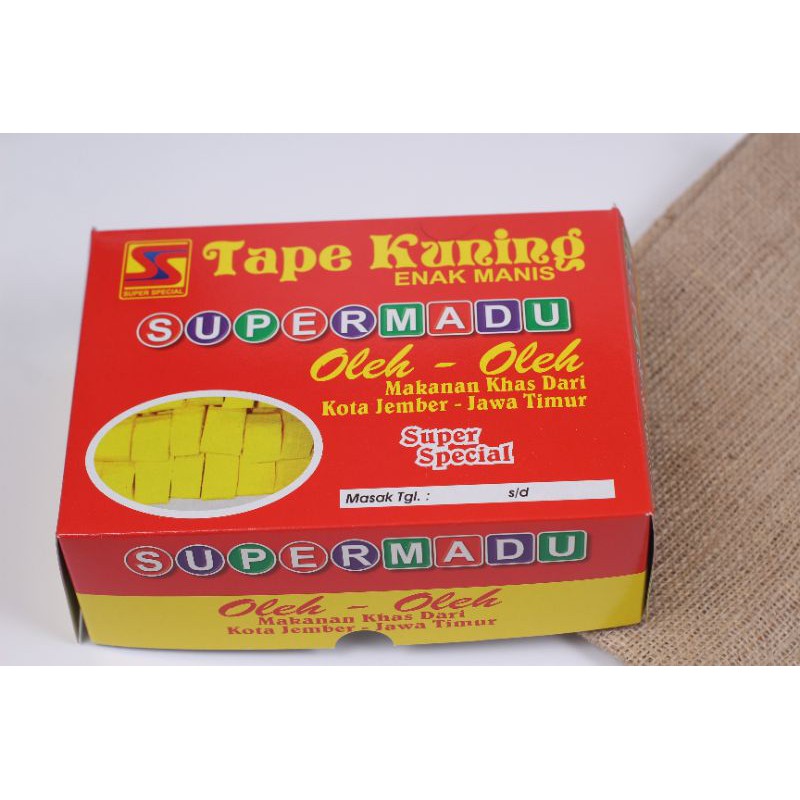 Tape Kuning
ENAK MANIS
SUPER SPECIAL
SUPERMADU
Oleh - Oleh
Makanan Khas Dari
Kota Jember - Jawa Timur
Super
Special
Masak Tgl. : s/d
SUPERMADU
Oleh - Oleh
Makanan Khas Dari
Kota Jember - Jawa Timur